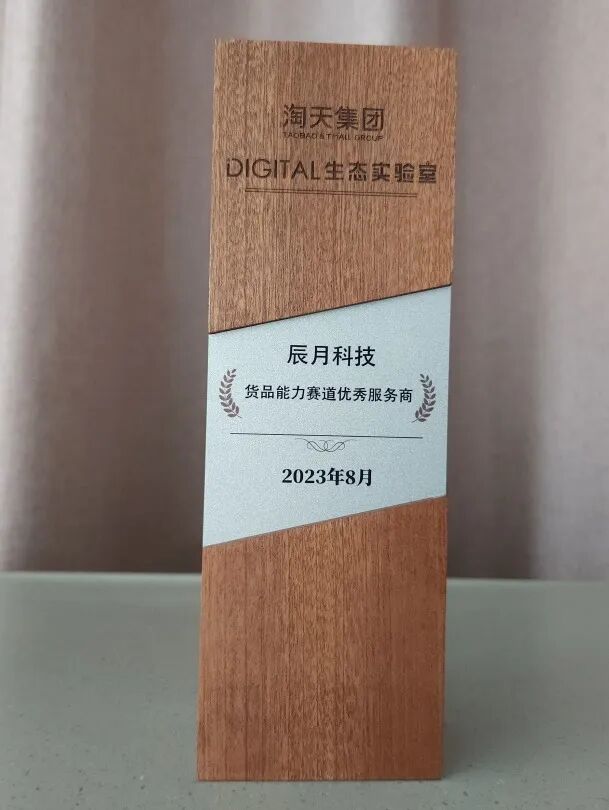 淘天集团
TAOBAO & TMALL GROUP
DIGITAL生态实验室
辰月科技
货品能力赛道优秀服务商
2023年8月